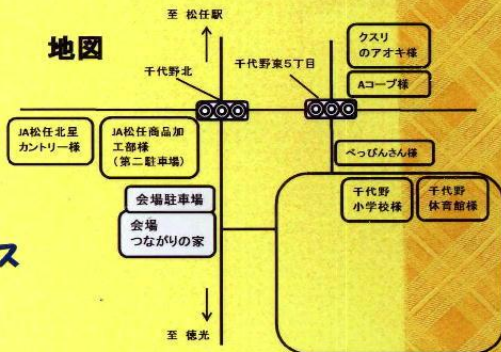 至 松任駅
地図
千代野北
千代野東5丁目
クスリ
のアオキ様
Aコープ様
JA松任北星
カントリー様
JA松任商品加
工部様
(第二駐車場)
べっぴんさん様
会場駐車場
会場
つながりの家
千代野
小学校様
千代野
体育館様
ス
至 徳光